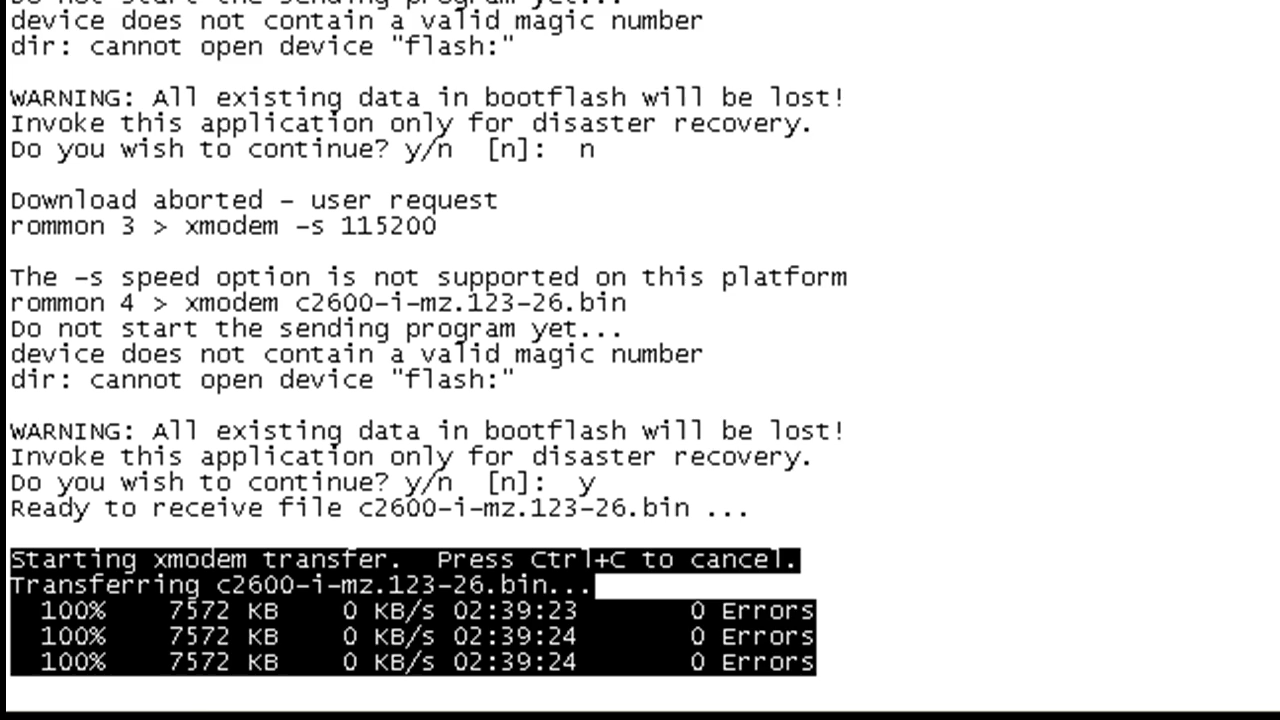 Do not start the sending program yet...
device does not contain a valid magic number
dir: cannot open device "flash:"
WARNING: All existing data in bootflash will be lost!
Invoke this application only for disaster recovery.
Do you wish to continue? y/n  [n]:  n
Download aborted - user request
rommon 3 > xmodem -s 115200
The -s speed option is not supported on this platform
rommon 4 > xmodem c2600-i-mz.123-26.bin
Do not start the sending program yet...
device does not contain a valid magic number
dir: cannot open device "flash:"
WARNING: All existing data in bootflash will be lost!
Invoke this application only for disaster recovery.
Do you wish to continue? y/n  [n]:  y
Ready to receive file c2600-i-mz.123-26.bin ...
Starting xmodem transfer.  Press Ctrl+C to cancel.
Transferring c2600-i-mz.123-26.bin...
100%    7572 KB    0 KB/s 02:39:23    0 Errors
100%    7572 KB    0 KB/s 02:39:24    0 Errors
100%    7572 KB    0 KB/s 02:39:24    0 Errors